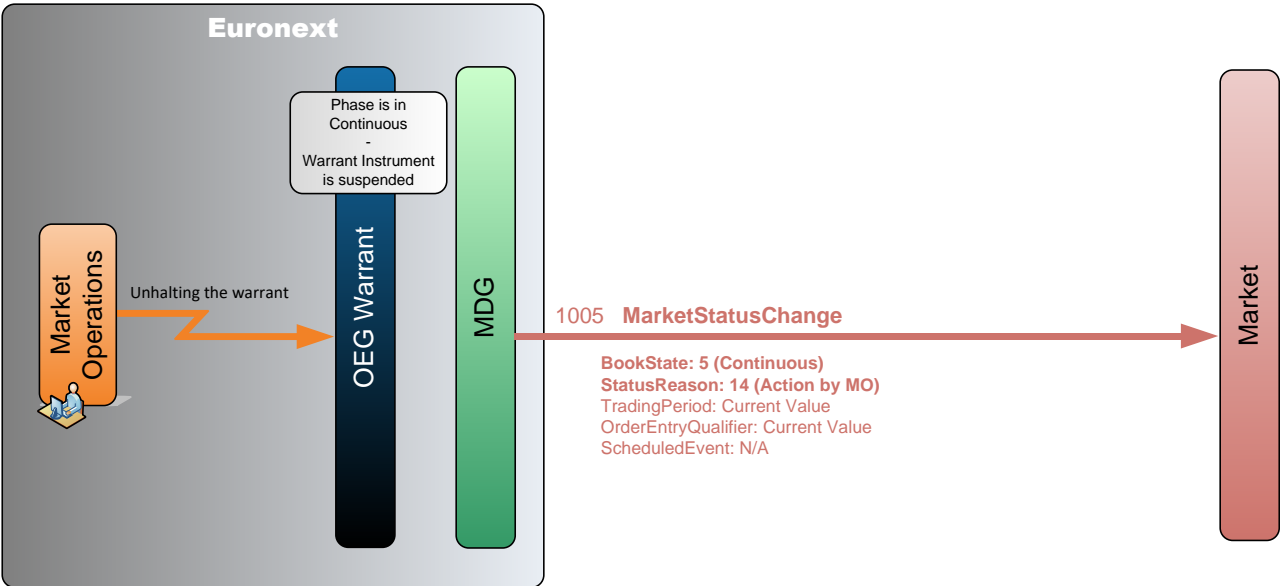 Euronext
Phase is in
Continuous
-
Warrant Instrument
is suspended
Market
Operations
Unhalting the warrant
OEG Warrant
MDG
1005 MarketStatusChange
BookState: 5 (Continuous)
StatusReason: 14 (Action by MO)
TradingPeriod: Current Value
OrderEntryQualifier: Current Value
ScheduledEvent: N/A
Market